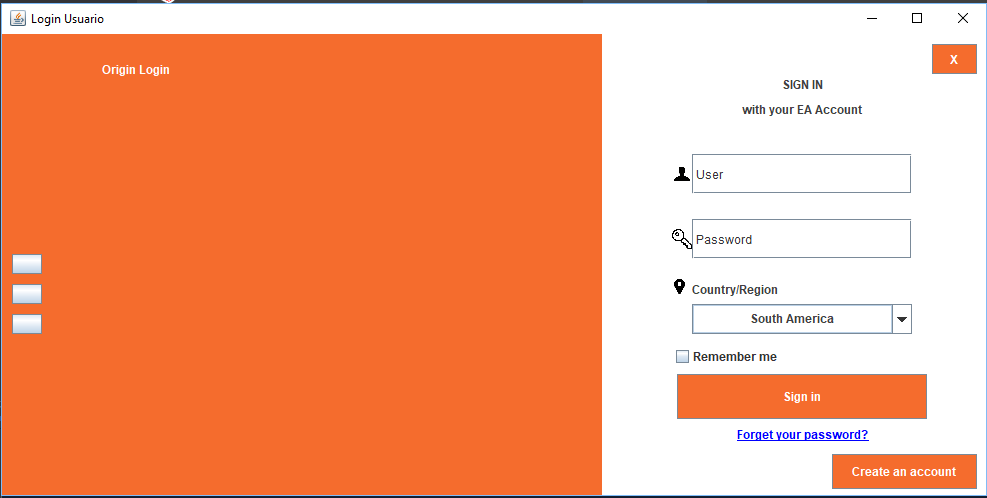 Login Usuario
Origin Login
X
SIGN IN
with your EA Account
User
Password
Country/Region
South America
Remember me
Sign in
Forget your password?
Create an account